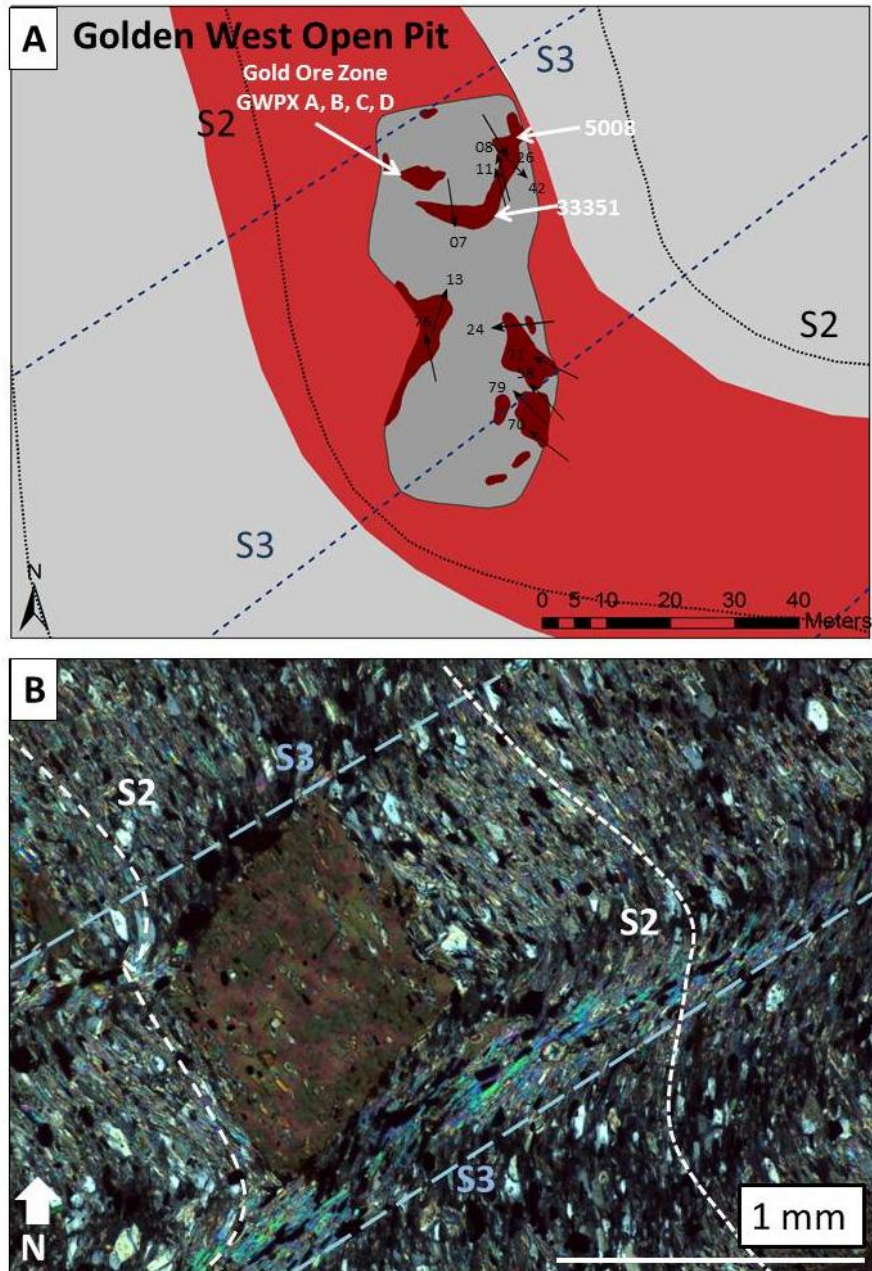 A Golden West Open Pit
Gold Ore Zone
GWPX A, B, C, D
S3
S2
5008
08
26
11
42
33351
07
13
76
24
S2
79
70
S3
N
0 5 10 20 30 40
Meters
B
S3
S2
S2
S3
N
1 mm